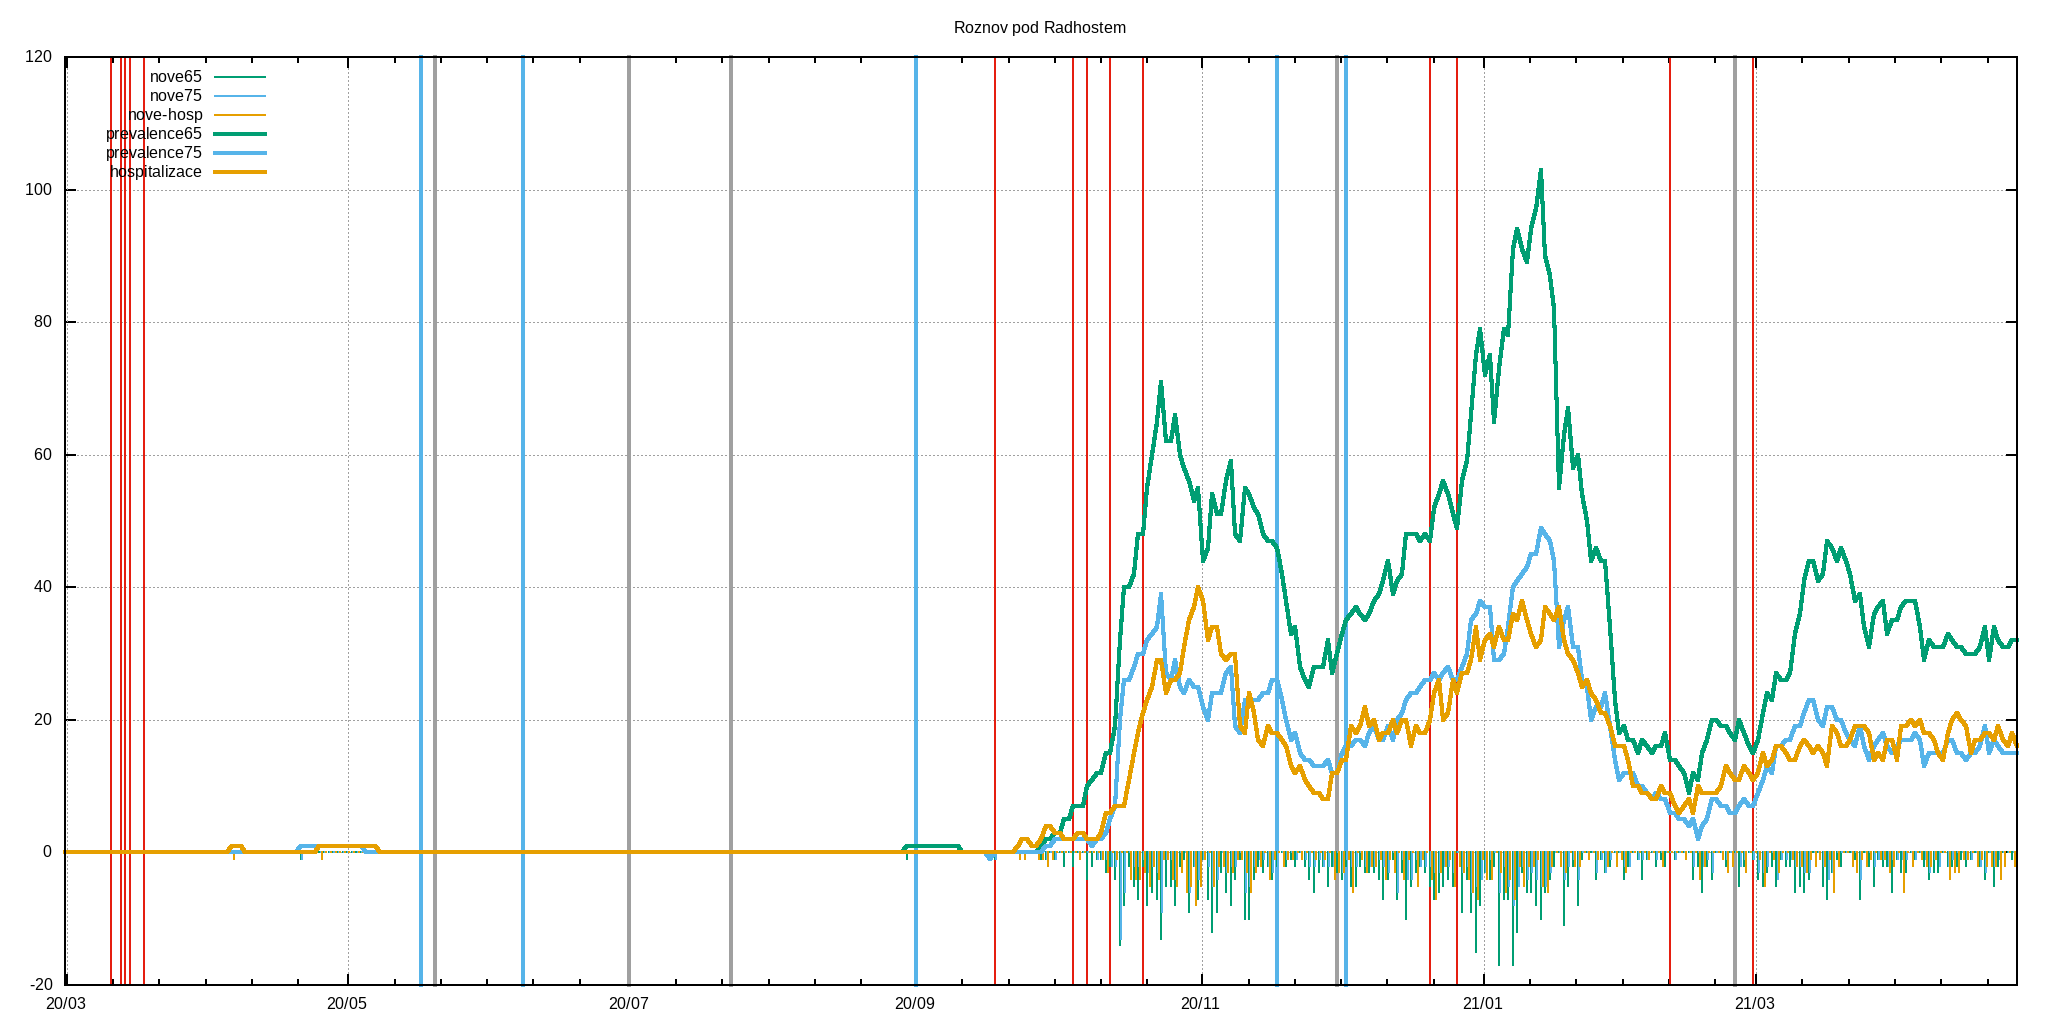 Roznov pod Radhostem
120
100
80
60
40
20
0
-20
nove65
nove75
nove-hosp
prevalence65
prevalence75
hospitalizace
20/03 20/05 20/07 20/09 20/11 21/01 21/03